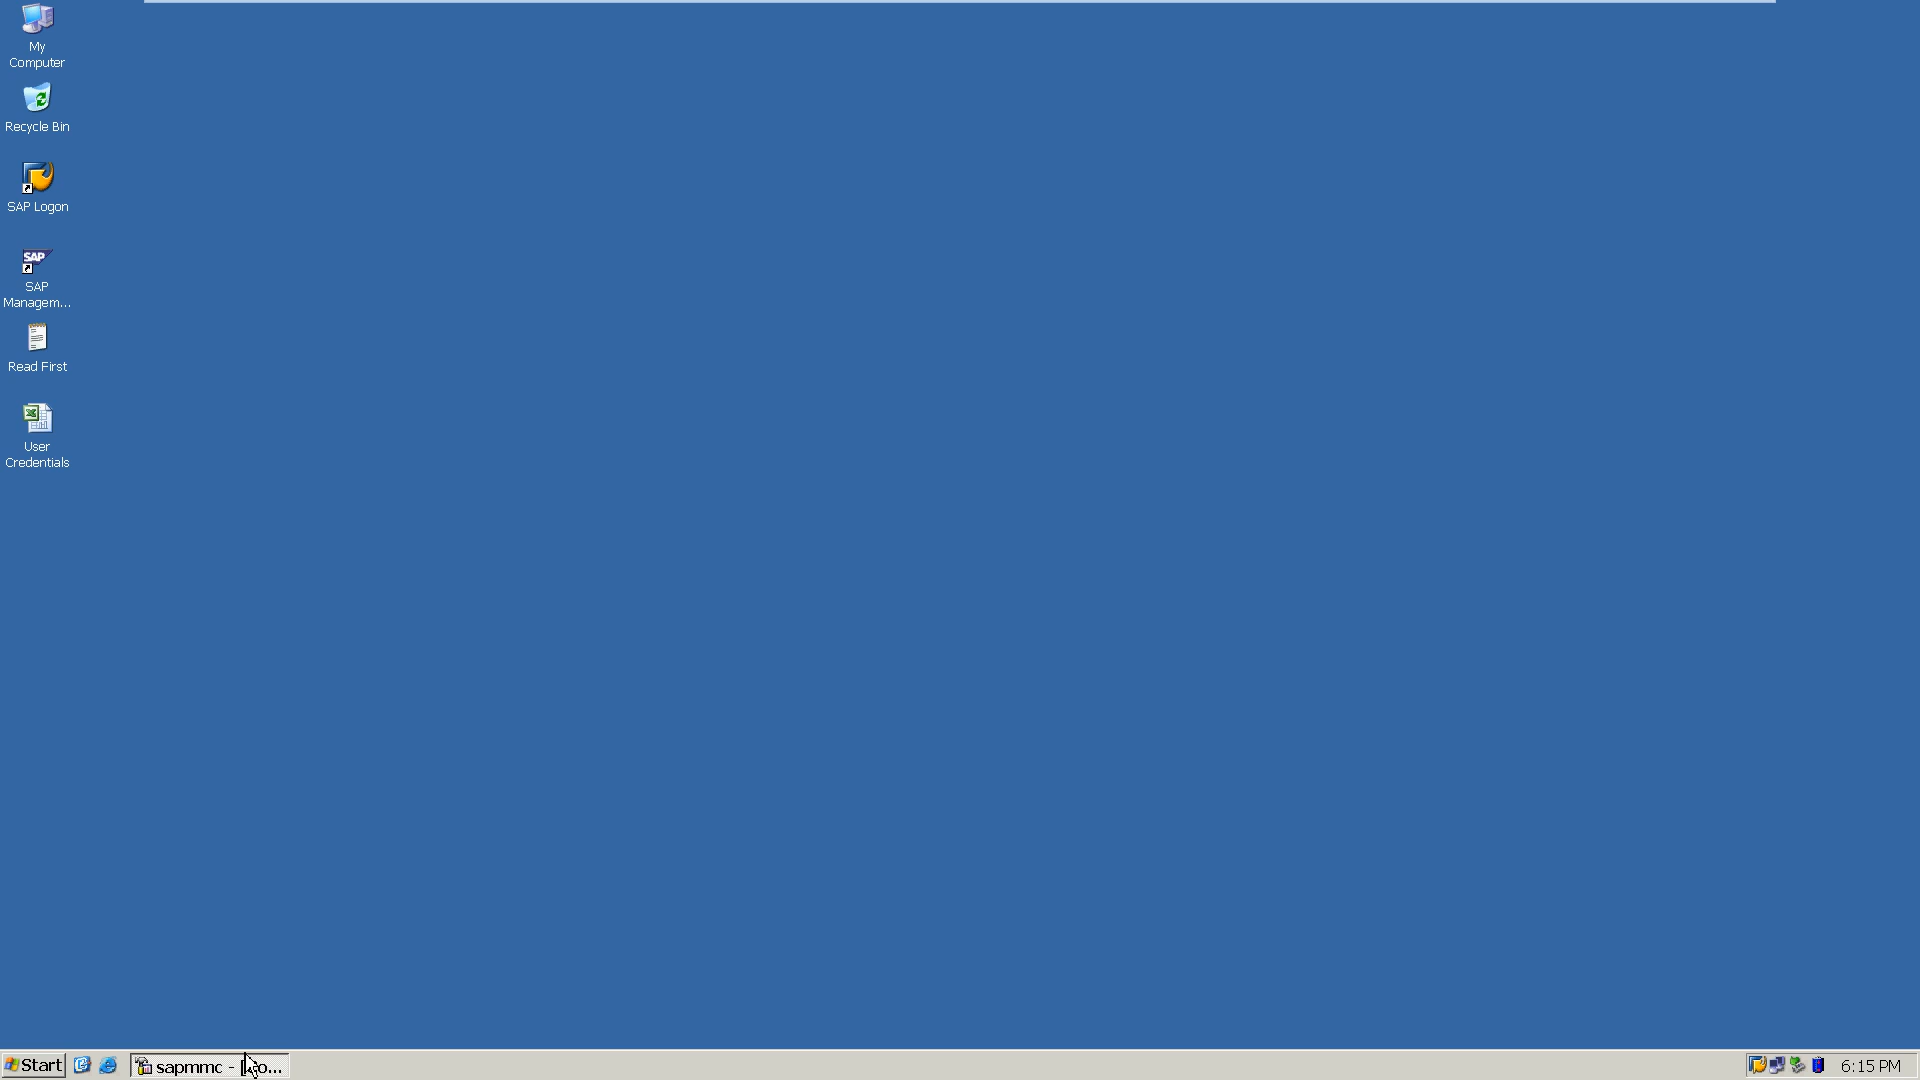 My
Computer
Recycle Bin
SAP Logon
SAP
SAP
Managem...
Read First
User
Credentials
Start
sapmmc - [
o...
6:15 PM